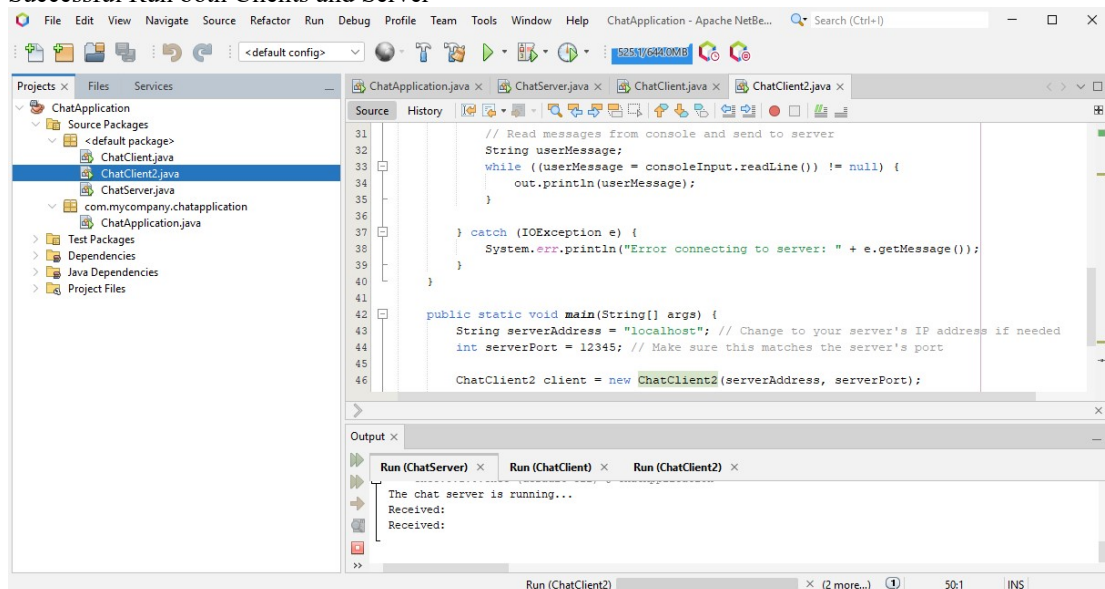 Successful Run both Clients and Server
File Edit View Navigate Source Refactor Run Debug Profile Team Tools Window Help ChatApplication - Apache NetBe... Search (Ctrl+I)
<default config> 525.1/644.0MB
Projects Files Services
ChatApplication
Source Packages
<default package>
ChatClient.java
ChatClient2.java
ChatServer.java
com.mycompany.chatapplication
ChatApplication.java
Test Packages
Dependencies
Java Dependencies
Project Files
ChatApplication.java ChatServer.java ChatClient.java ChatClient2.java
Source History
31 // Read messages from console and send to server
32 String userMessage;
33 while ((userMessage = consoleInput.readLine()) != null) {
34 out.println(userMessage);
35 }
36
37 } catch (IOException e) {
38 System.err.println("Error connecting to server: " + e.getMessage());
39 }
40 }
41
42 public static void main(String[] args) {
43 String serverAddress = "localhost"; // Change to your server's IP address if needed
44 int serverPort = 12345; // Make sure this matches the server's port
45
46 ChatClient2 client = new ChatClient2(serverAddress, serverPort);
Output
Run (ChatServer) Run (ChatClient) Run (ChatClient2)
The chat server is running...
Received:
Received:
Run (ChatClient2) (2 more...) 1 50:1 INS